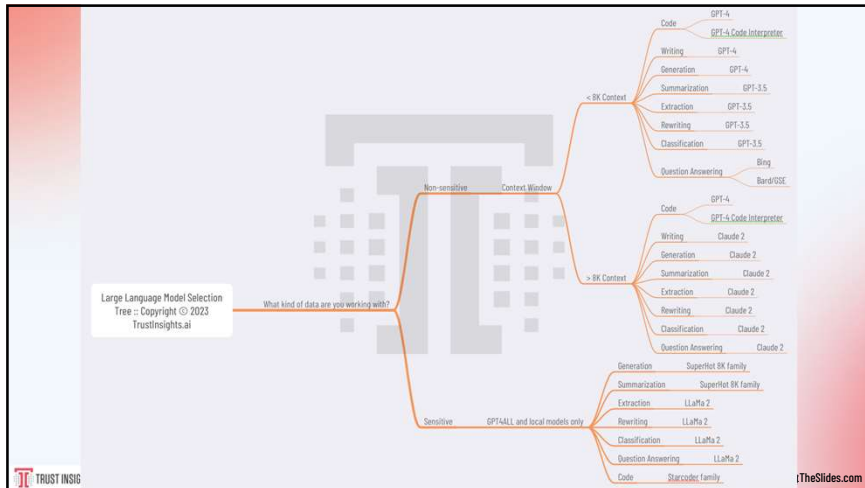 Large Language Model Selection
Tree :: Copyright © 2023
TrustInsights.ai
What kind of data are you working with?
Non-sensitive
Context Window
< 8K Context
Code
GPT-4
GPT-4 Code Interpreter
Writing GPT-4
Generation GPT-4
Summarization GPT-3.5
Extraction GPT-3.5
Rewriting GPT-3.5
Classification GPT-3.5
Question Answering
Bing
Bard/GSE
> 8K Context
Code
GPT-4
GPT-4 Code Interpreter
Writing Claude 2
Generation Claude 2
Summarization Claude 2
Extraction Claude 2
Rewriting Claude 2
Classification Claude 2
Question Answering Claude 2
Sensitive
GPT4ALL and local models only
Generation SuperHot 8K family
Summarization SuperHot 8K family
Extraction LLaMa 2
Rewriting LLaMa 2
Classification LLaMa 2
Question Answering LLaMa 2
Code Starcoder family
TRUST INSIG
TheSlides.com